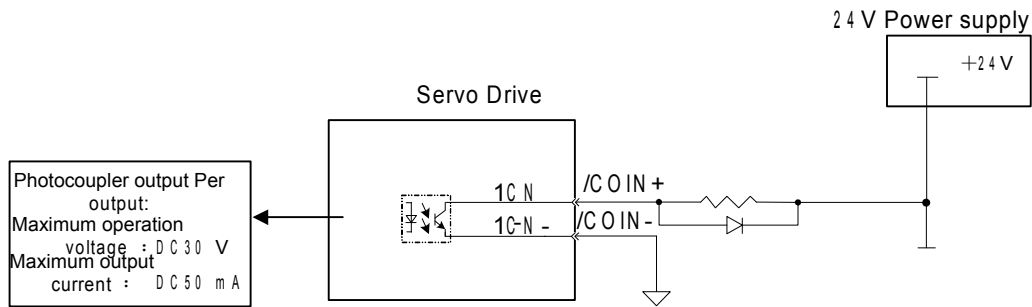 24V Power supply
+24V
Servo Drive
Photocoupler output Per
output:
Maximum operation
voltage : DC30 V
Maximum output
current : DC50 mA
1CN
/COIN+
1C-N -
/COIN-